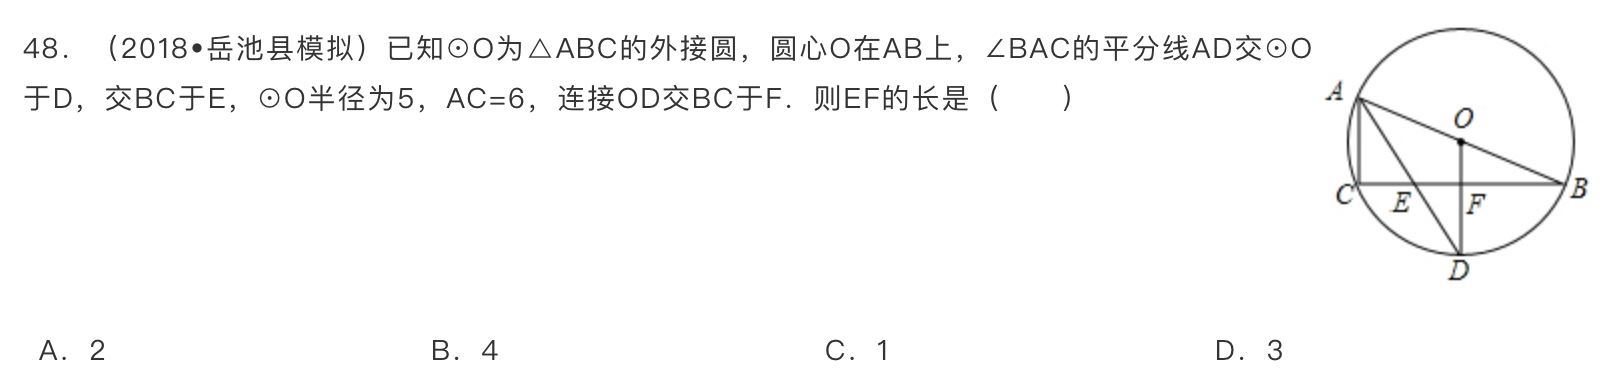 48．（2018•岳池县模拟）已知⊙O为△ABC的外接圆，圆心O在AB上，∠BAC的平分线AD交⊙O
于D，交BC于E，⊙O半径为5，AC=6，连接OD交BC于F．则EF的长是（　　）
A
O
C
E
F
B
D
A．2
B．4
C．1
D．3